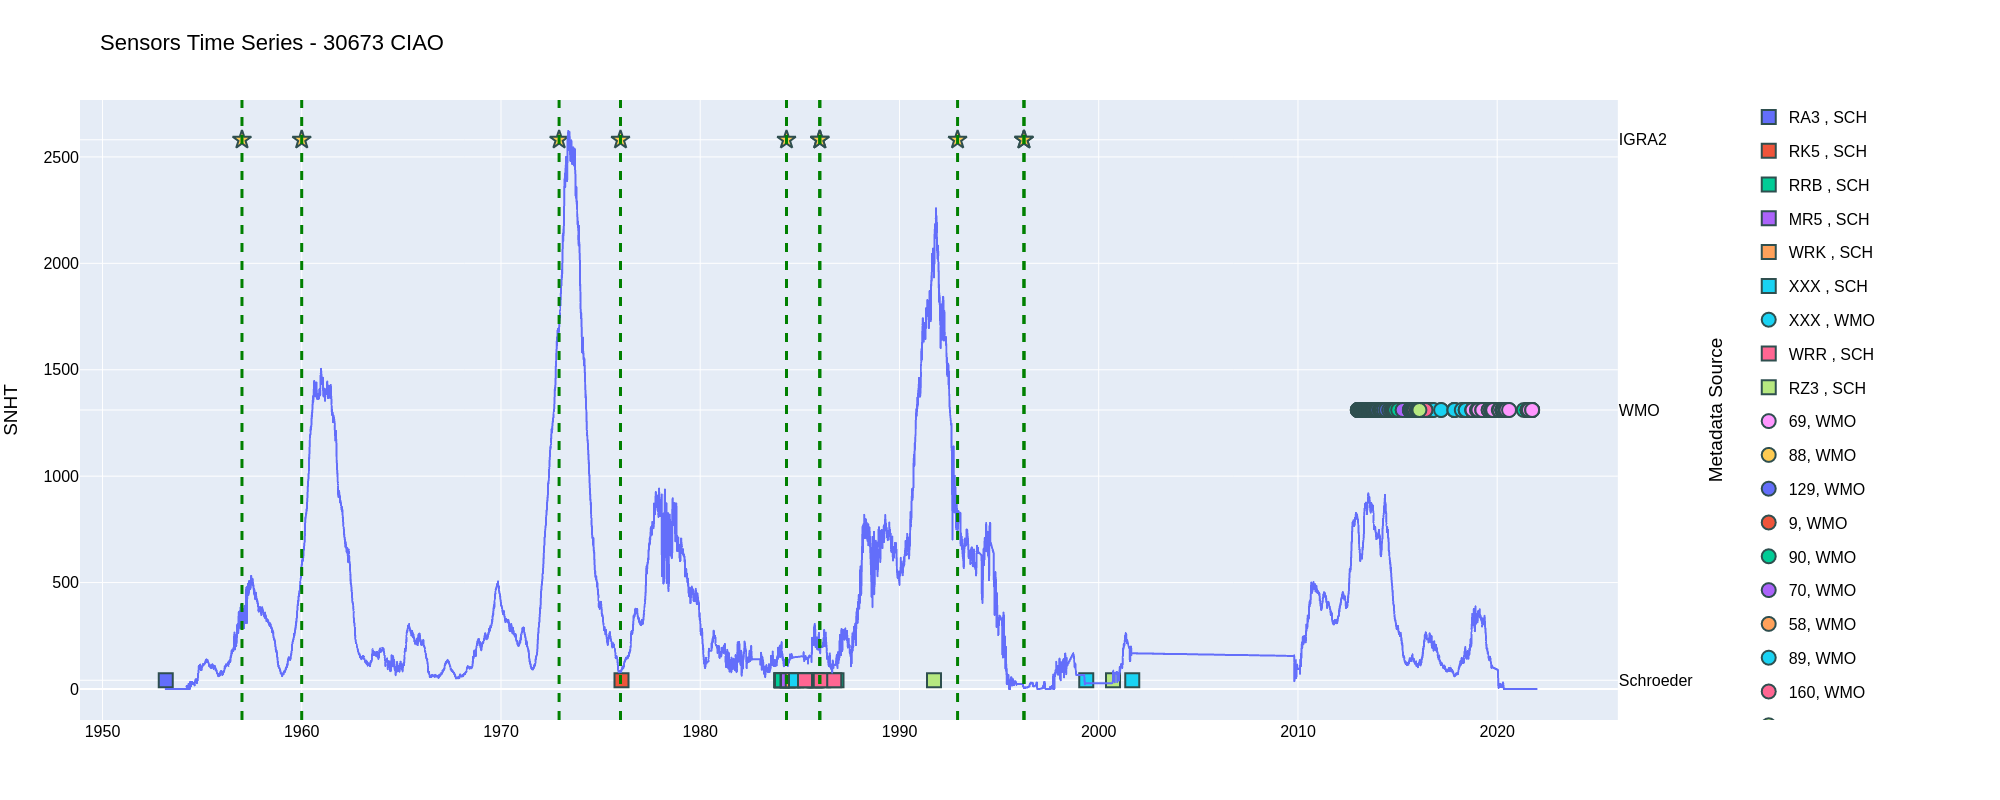 Sensors Time Series - 30673 CIAO
SNHT
2500
2000
1500
1000
500
0
1950
1960
1970
1980
1990
2000
2010
2020
IGRA2
WMO
Schroeder
Metadata Source
RA3 , SCH
RK5 , SCH
RRB , SCH
MR5 , SCH
WRK , SCH
XXX , SCH
XXX , WMO
WRR , SCH
RZ3 , SCH
69, WMO
88, WMO
129, WMO
9, WMO
90, WMO
70, WMO
58, WMO
89, WMO
160, WMO